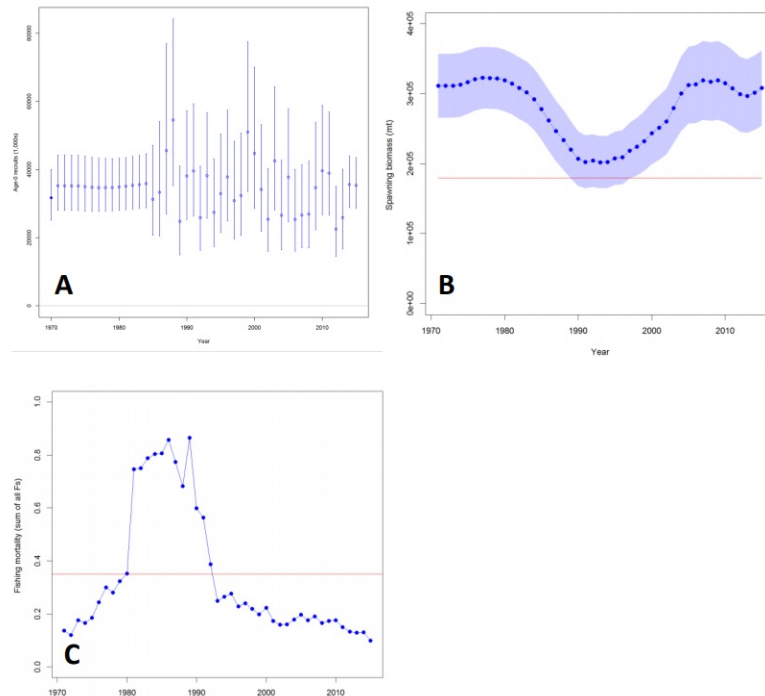 Age-0 recruits (1,000s)
80000
60000
40000
20000
0
A
1970 1980 1990 2000 2010
Year
Spawning biomass (mt)
4e+05
3e+05
2e+05
1e+05
0e+00
B
1970 1980 1990 2000 2010
Year
Fishing mortality (sum of all Fs)
1.0
0.8
0.6
0.4
0.2
0.0
C
1970 1980 1990 2000 2010